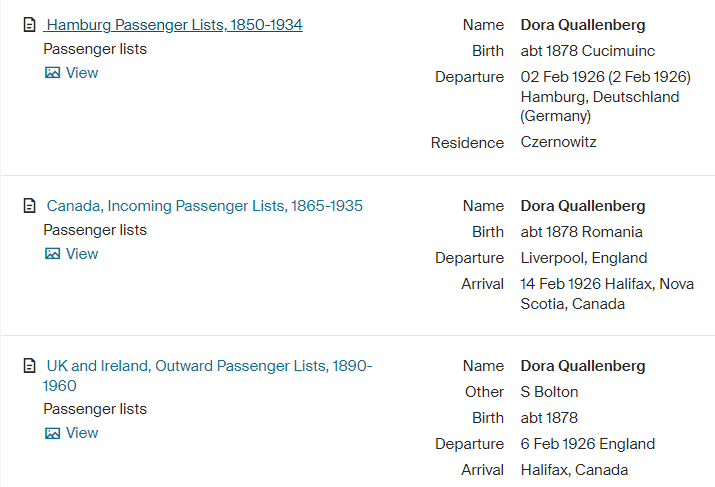 Hamburg Passenger Lists, 1850-1934
Passenger lists
View
Name Dora Quallenberg
Birth abt 1878 Cucimuinc
Departure 02 Feb 1926 (2 Feb 1926)
Hamburg, Deutschland
(Germany)
Residence Czernowitz
Canada, Incoming Passenger Lists, 1865-1935
Passenger lists
View
Name Dora Quallenberg
Birth abt 1878 Romania
Departure Liverpool, England
Arrival 14 Feb 1926 Halifax, Nova
Scotia, Canada
UK and Ireland, Outward Passenger Lists, 1890-
1960
Passenger lists
View
Name Dora Quallenberg
Other S Bolton
Birth abt 1878
Departure 6 Feb 1926 England
Arrival Halifax, Canada